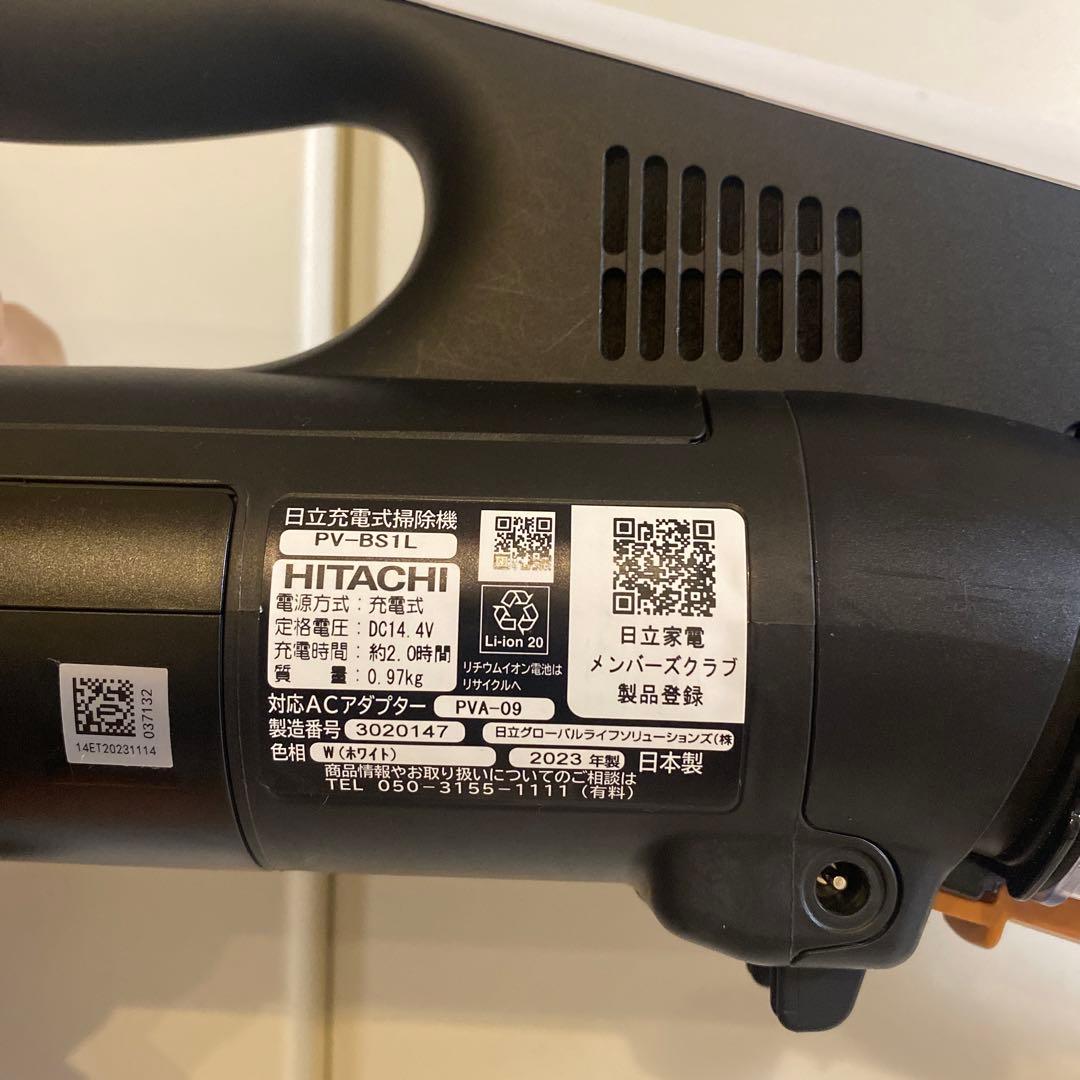 日立充電式掃除機
PV-BS1L
HITACHI
電源方式：充電式
定格電圧：DC14.4V
充電時間：約2.0時間
質　　量：0.97kg
Li-ion 20
リチウムイオン電池は
リサイクルへ
日立家電
メンバーズクラブ
製品登録
対応ACアダプター PVA-09
製造番号 3020147 日立グローバルライフソリューションズ(株
色相 W(ホワイト) 2023 年製 日本製
商品情報やお取り扱いについてのご相談は
TEL 050-3155-1111 (有料)
037132
14ET20231114